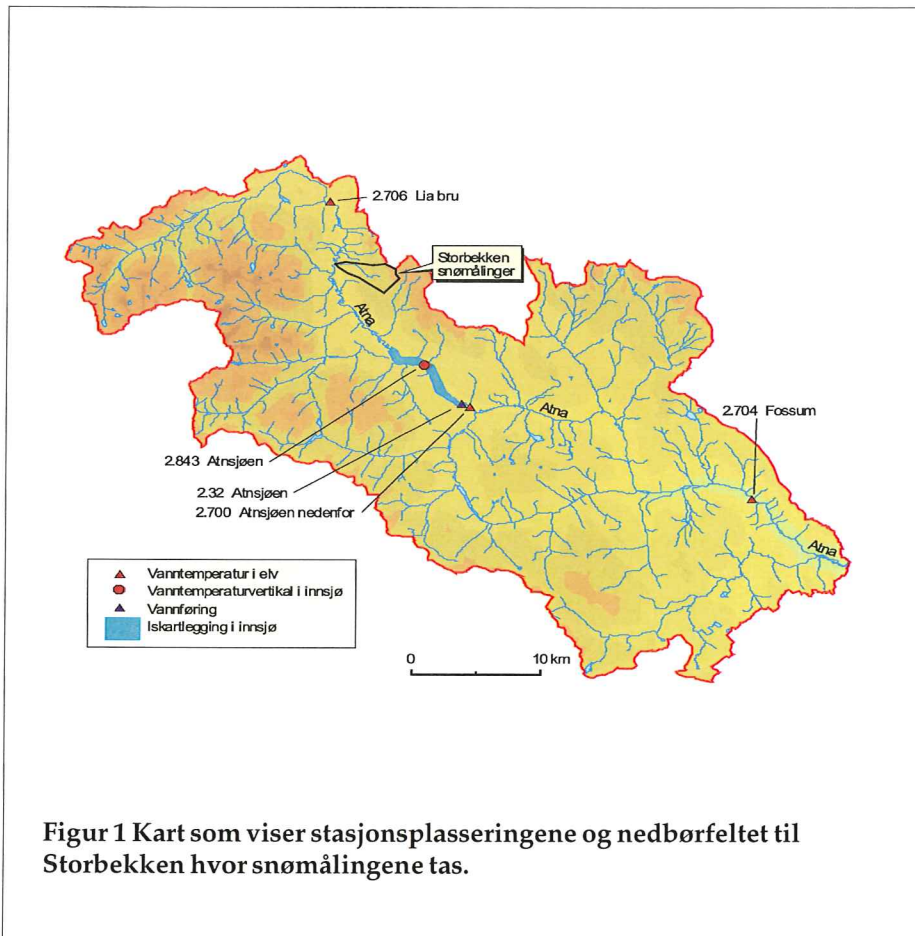 2.706 Lia bru
Storbekken
snømålinger
Atna
Atna
2.704 Fossum
2.843 Atnsjøen
2.32 Atnsjøen
2.700 Atnsjøen nedenfor
Atna
Vanntemperatur i elv
Vanntemperaturvertikal i innsjø
Vannføring
Iskartlegging i innsjø
0 10 km
Figur 1 Kart som viser stasjonsplasseringene og nedbørfeltet til
Storbekken hvor snømålingene tas.